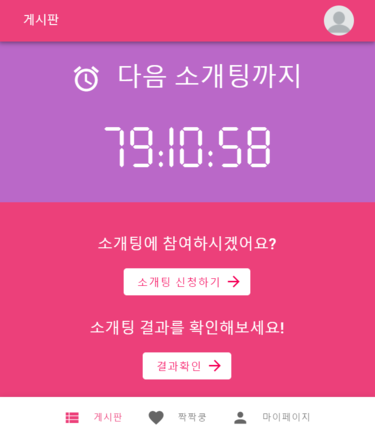 게시판
다음 소개팅까지
79:10:58
소개팅에 참여하시겠어요?
소개팅 신청하기
소개팅 결과를 확인해보세요!
결과확인
게시판 짝짝쿵 마이페이지